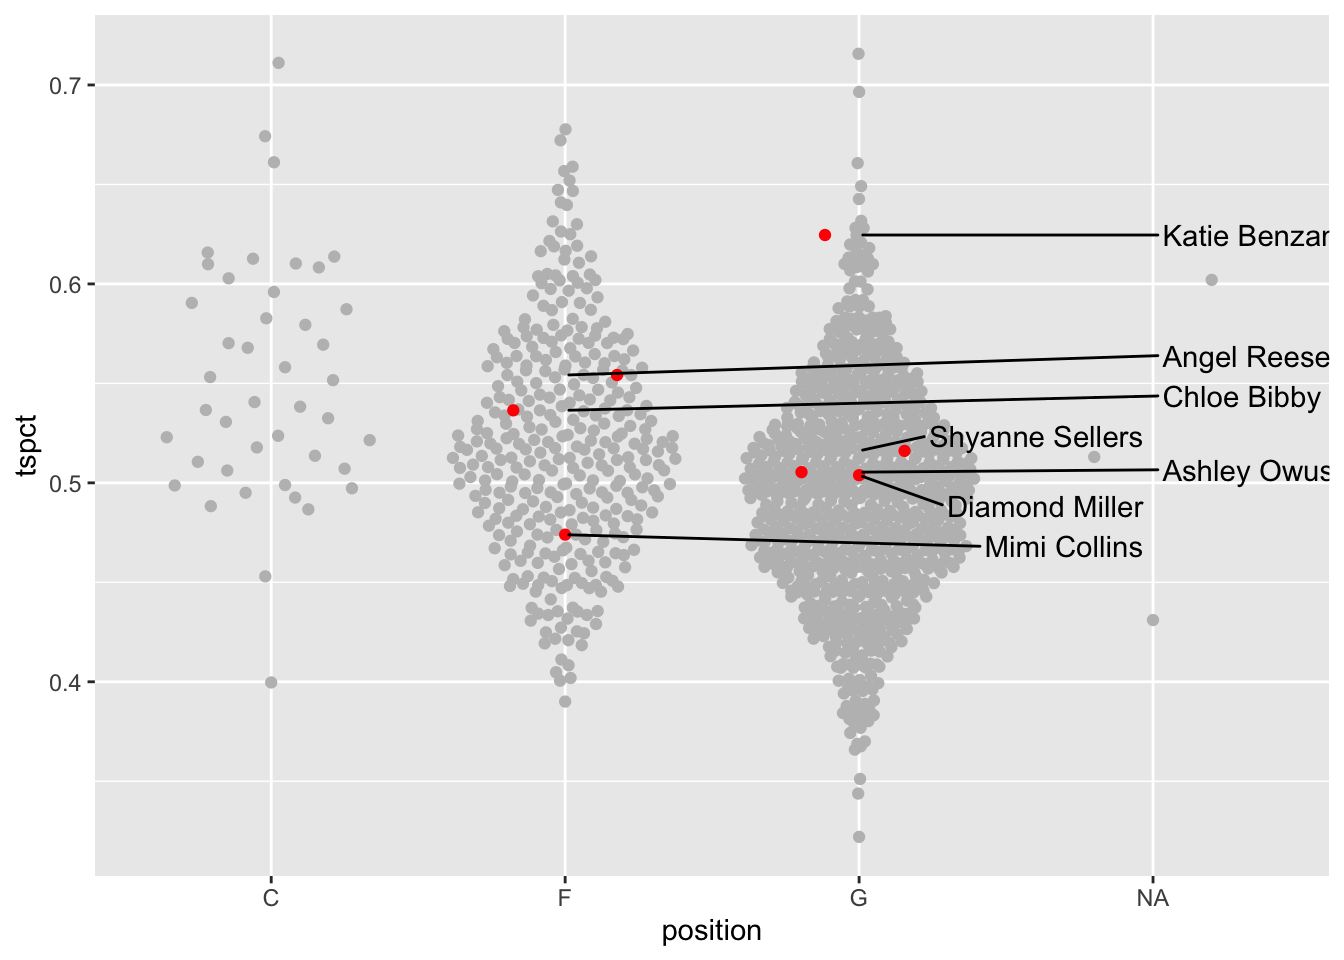 0.7
0.6
0.5
0.4
tspct
Katie Benzan
Angel Reese
Chloe Bibby
Shyanne Sellers
Ashley Owus
Diamond Miller
Mimi Collins
C
F
G
NA
position